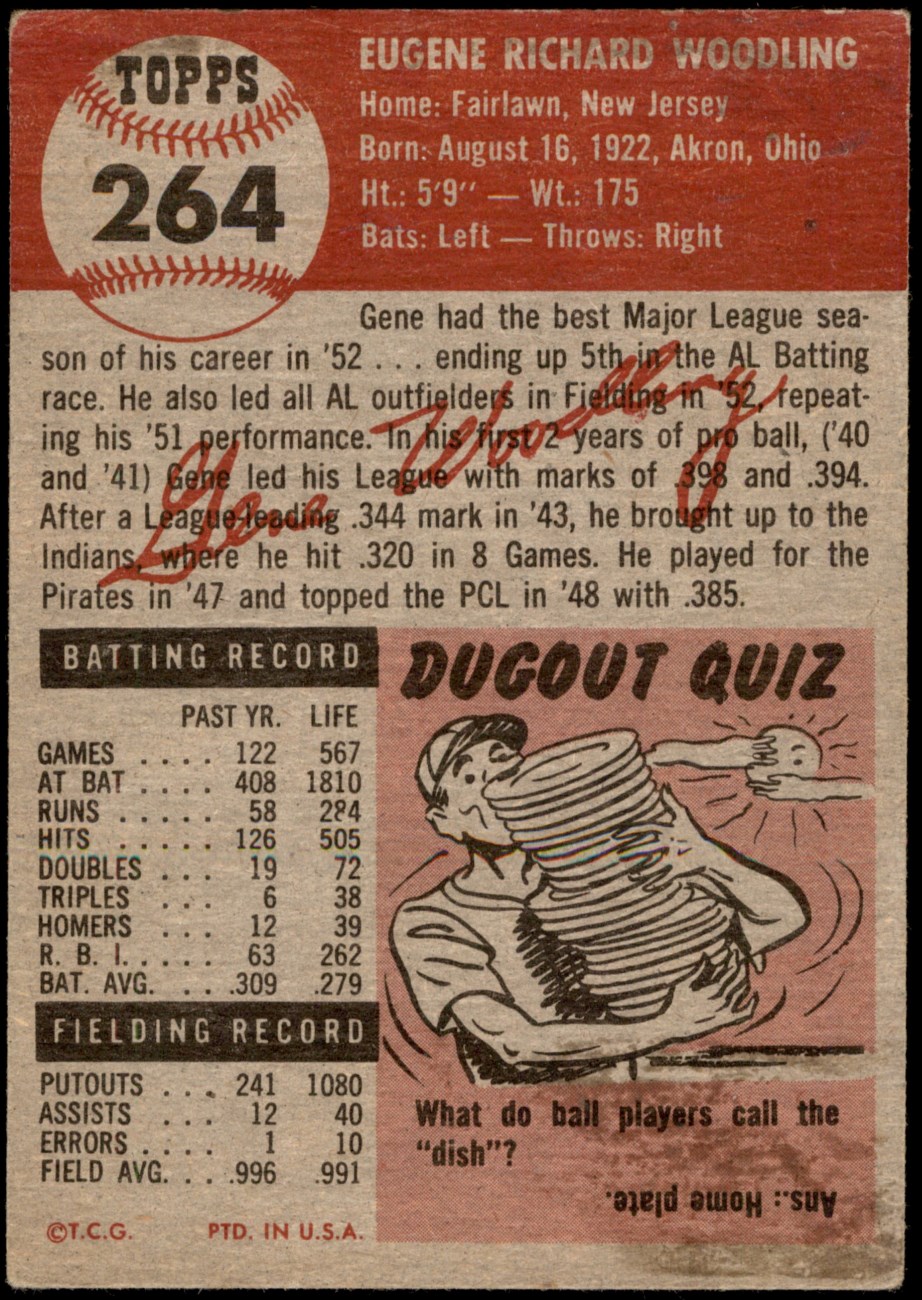 TOPPS
264
EUGENE RICHARD WOODLING
Home: Fairlawn, New Jersey
Born: August 16, 1922, Akron, Ohio
Ht.: 5'9" — Wt.: 175
Bats: Left — Throws: Right
Gene had the best Major League sea-
son of his career in '52 . . . ending up 5th in the AL Batting
race. He also led all AL outfielders in Fielding in '52, repeat-
ing his '51 performance. In his first 2 years of pro ball, ('40
and '41) Gene led his League with marks of .398 and .394.
After a League-leading .344 mark in '43, he brought up to the
Indians, where he hit .320 in 8 Games. He played for the
Pirates in '47 and topped the PCL in '48 with .385.
Gene Woodling
BATTING RECORD
PAST YR. LIFE
GAMES . . . . 122 567
AT BAT . . . . 408 1810
RUNS . . . . . 58 284
HITS . . . . . 126 505
DOUBLES . . . 19 72
TRIPLES . . . 6 38
HOMERS . . . 12 39
R. B. I. . . . . 63 262
BAT. AVG. . . . .309 .279
FIELDING RECORD
PUTOUTS . . . 241 1080
ASSISTS . . . 12 40
ERRORS . . . . 1 10
FIELD AVG. . . . .996 .991
©T.C.G. PTD. IN U.S.A.
DUGOUT QUIZ
What do ball players call the
"dish"?
Ans.: Home plate.